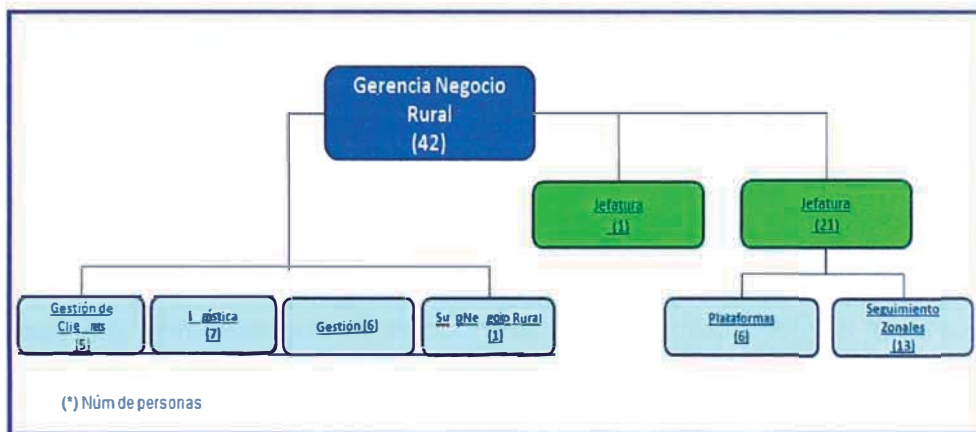 Gerencia Negocio
Rural
(42)
Jefatura
(1)
Jefatura
(21)
Gestión de
(5)
(7)
Gestión (6)
Rural
(1)
Plataformas
(6)
Seguimiento
Zonales
(13)
(*) Núm de personas